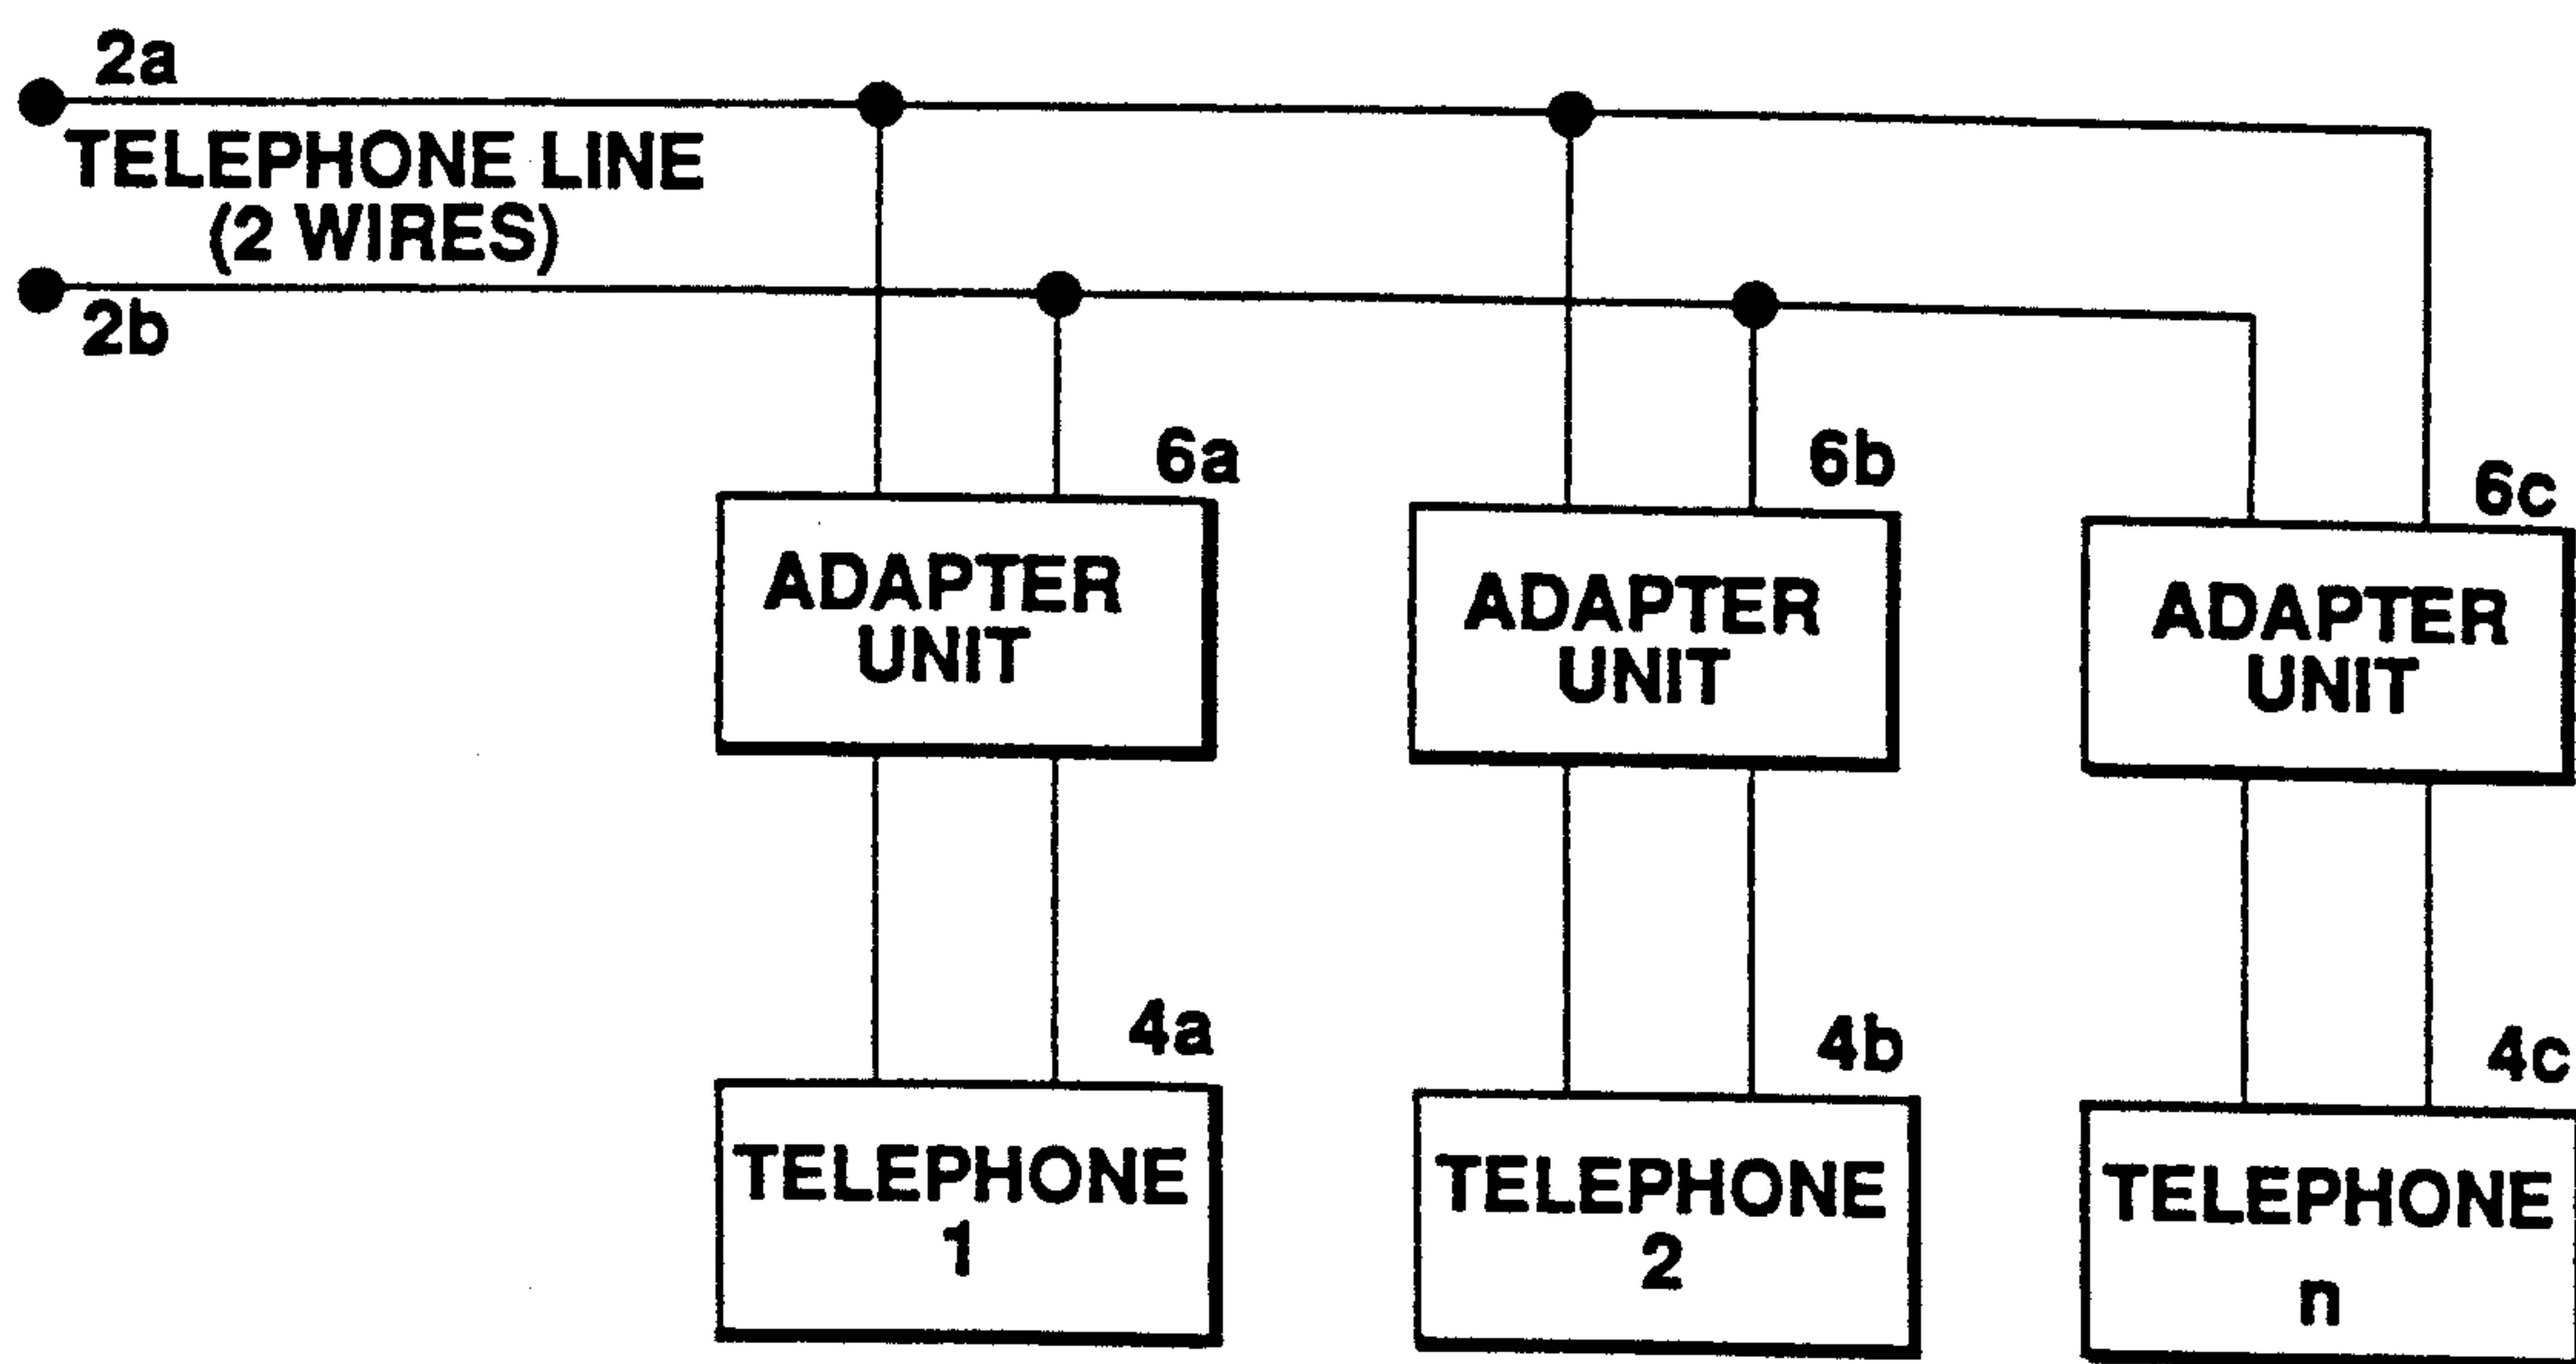 2a
TELEPHONE LINE
(2 WIRES)
2b
6a
6b
6c
ADAPTER
UNIT
ADAPTER
UNIT
ADAPTER
UNIT
4a
4b
4c
TELEPHONE
1
TELEPHONE
2
TELEPHONE
n